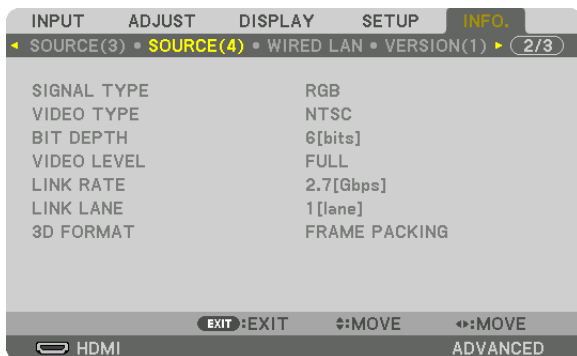 INPUT ADJUST DISPLAY SETUP INFO.
SOURCE(3) • SOURCE(4) • WIRED LAN • VERSION(1) 2/3
SIGNAL TYPE RGB
VIDEO TYPE NTSC
BIT DEPTH 6[bits]
VIDEO LEVEL FULL
LINK RATE 2.7[Gbps]
LINK LANE 1[lane]
3D FORMAT FRAME PACKING
EXIT:EXIT :MOVE :MOVE
HDMI ADVANCED